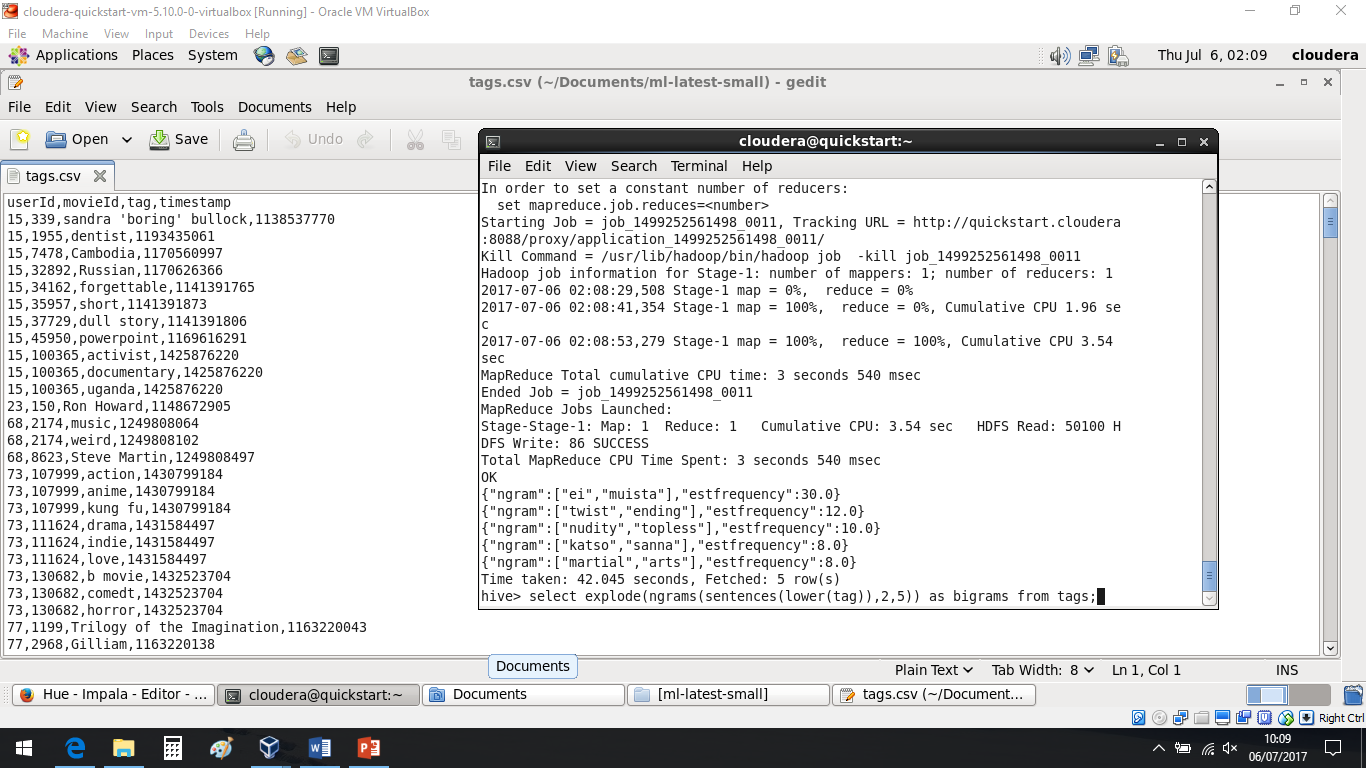 cloudera-quickstart-vm-5.10.0-0-virtualbox [Running] - Oracle VM VirtualBox
File Machine View Input Devices Help
Applications Places System Thu Jul 6, 02:09 cloudera
tags.csv (~/Documents/ml-latest-small) - gedit
File Edit View Search Tools Documents Help
Open Save Undo
tags.csv
userId,movieId,tag,timestamp
15,339,sandra 'boring' bullock,1138537770
15,1955,dentist,1193435061
15,7478,Cambodia,1170560997
15,32892,Russian,1170626366
15,34162,forgettable,1141391765
15,35957,short,1141391873
15,37729,dull story,1141391806
15,45950,powerpoint,1169616291
15,100365,activist,1425876220
15,100365,documentary,1425876220
15,100365,uganda,1425876220
23,150,Ron Howard,1148672905
68,2174,music,1249808064
68,2174,weird,1249808102
68,8623,Steve Martin,1249808497
73,107999,action,1430799184
73,107999,anime,1430799184
73,107999,kung fu,1430799184
73,111624,drama,1431584497
73,111624,indie,1431584497
73,111624,love,1431584497
73,130682,b movie,1432523704
73,130682,comedt,1432523704
73,130682,horror,1432523704
77,1199,Trilogy of the Imagination,1163220043
77,2968,Gilliam,1163220138
cloudera@quickstart:~
File Edit View Search Terminal Help
In order to set a constant number of reducers:
set mapreduce.job.reduces=<number>
Starting Job = job_1499252561498_0011, Tracking URL = http://quickstart.cloudera
:8088/proxy/application_1499252561498_0011/
Kill Command = /usr/lib/hadoop/bin/hadoop job  -kill job_1499252561498_0011
Hadoop job information for Stage-1: number of mappers: 1; number of reducers: 1
2017-07-06 02:08:29,508 Stage-1 map = 0%,  reduce = 0%
2017-07-06 02:08:41,354 Stage-1 map = 100%,  reduce = 0%, Cumulative CPU 1.96 se
c
2017-07-06 02:08:53,279 Stage-1 map = 100%,  reduce = 100%, Cumulative CPU 3.54
sec
MapReduce Total cumulative CPU time: 3 seconds 540 msec
Ended Job = job_1499252561498_0011
MapReduce Jobs Launched:
Stage-Stage-1: Map: 1  Reduce: 1   Cumulative CPU: 3.54 sec   HDFS Read: 50100 H
DFS Write: 86 SUCCESS
Total MapReduce CPU Time Spent: 3 seconds 540 msec
OK
{"ngram":["ei","muista"],"estfrequency":30.0}
{"ngram":["twist","ending"],"estfrequency":12.0}
{"ngram":["nudity","topless"],"estfrequency":10.0}
{"ngram":["katso","sanna"],"estfrequency":8.0}
{"ngram":["martial","arts"],"estfrequency":8.0}
Time taken: 42.045 seconds, Fetched: 5 row(s)
hive> select explode(ngrams(sentences(lower(tag)),2,5)) as bigrams from tags;
Documents
Plain Text Tab Width: 8 Ln 1, Col 1 INS
Hue - Impala - Editor - ... cloudera@quickstart:~ Documents [ml-latest-small] tags.csv (~/Document...
Right Ctrl
10:09
06/07/2017